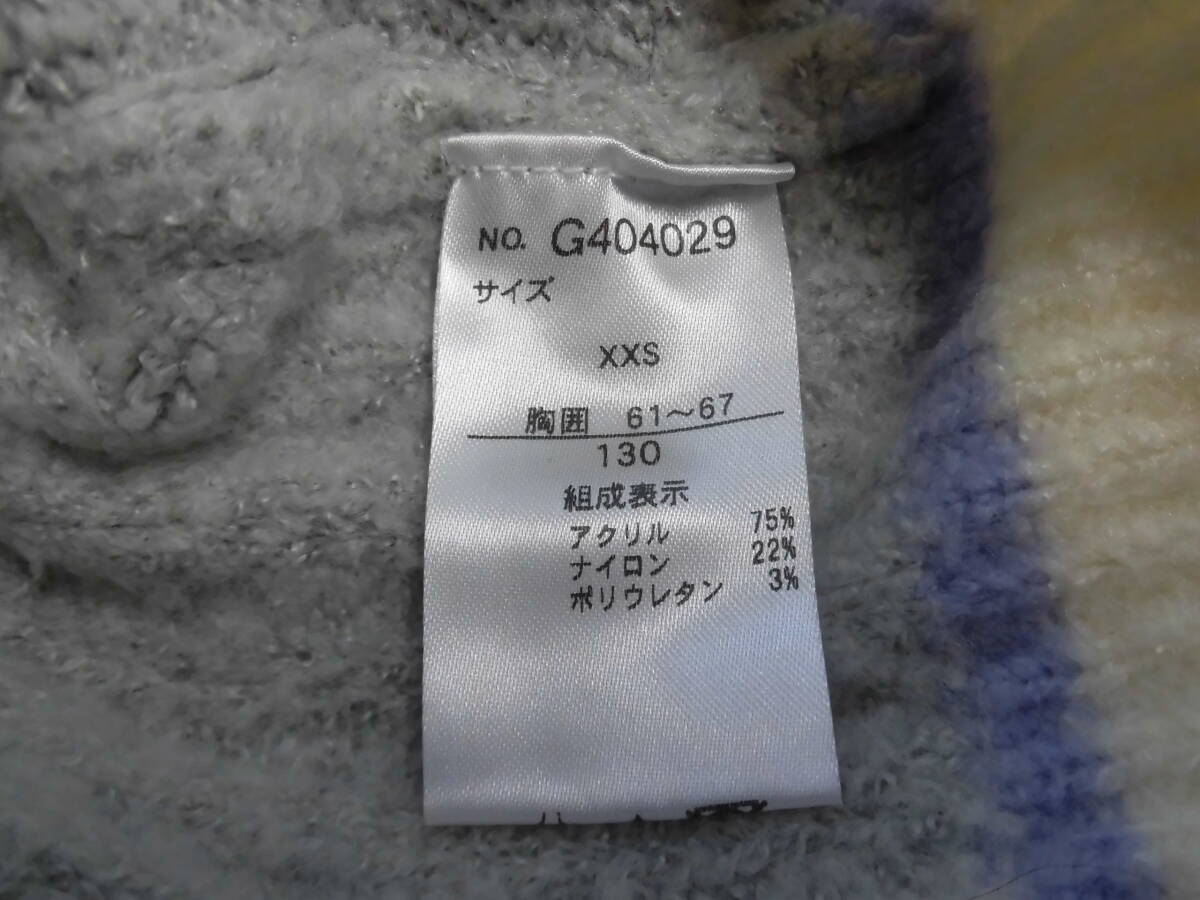 NO. G404029
サイズ
XXS
胸囲 61〜67
130
組成表示
アクリル 75%
ナイロン 22%
ポリウレタン 3%